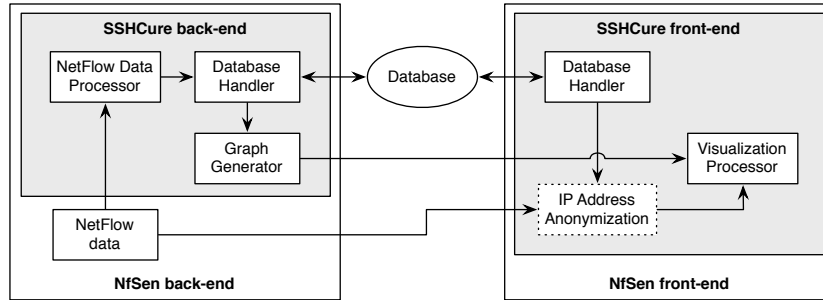 SSHCure back-end
NetFlow Data
Processor
Database
Handler
Graph
Generator
NetFlow
data
NfSen back-end
Database
SSHCure front-end
Database
Handler
Visualization
Processor
IP Address
Anonymization
NfSen front-end